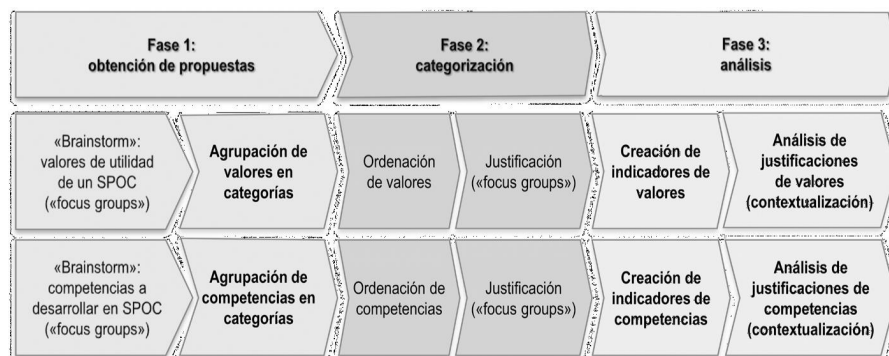 Fase 1:
obtención de propuestas
Fase 2:
categorización
Fase 3:
análisis
«Brainstorm»:
valores de utilidad
de un SPOC
(«focus groups»)
Agrupación de
valores en
categorías
Ordenación
de valores
Justificación
(«focus groups»)
Creación de
indicadores de
valores
Análisis de
justificaciones
de valores
(contextualización)
«Brainstorm»:
competencias a
desarrollar en SPOC
(«focus groups»)
Agrupación de
competencias en
categorías
Ordenación de
competencias
Justificación
(«focus groups»)
Creación de
indicadores de
competencias
Análisis de
justificaciones de
competencias
(contextualización)